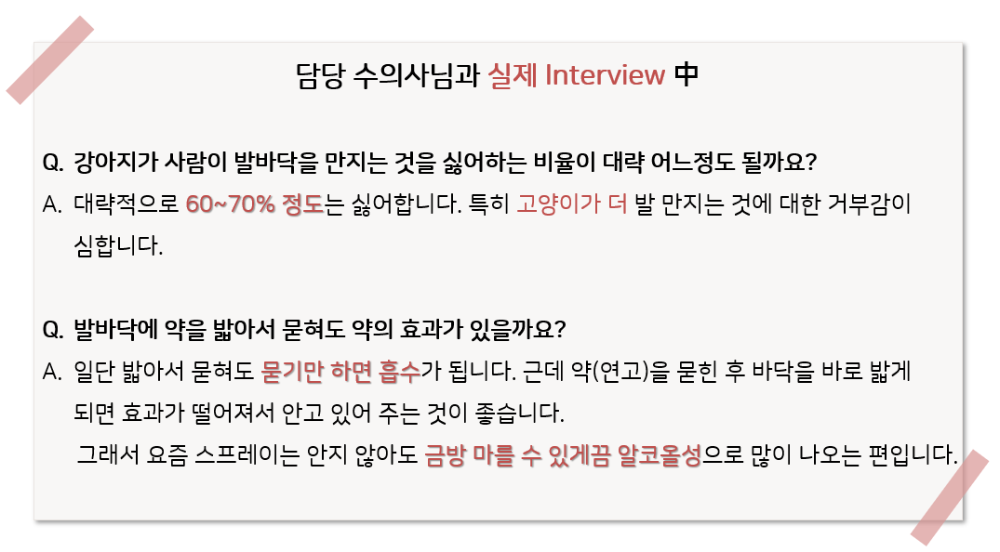 담당 수의사님과 실제 Interview 中
Q. 강아지가 사람이 발바닥을 만지는 것을 싫어하는 비율이 대략 어느정도 될까요?
A. 대략적으로 60~70% 정도는 싫어합니다. 특히 고양이가 더 발 만지는 것에 대한 거부감이
심합니다.
Q. 발바닥에 약을 밟아서 묻혀도 약의 효과가 있을까요?
A. 일단 밟아서 묻혀도 묻기만 하면 흡수가 됩니다. 근데 약(연고)을 묻힌 후 바닥을 바로 밟게
되면 효과가 떨어져서 안고 있어 주는 것이 좋습니다.
그래서 요즘 스프레이는 안지 않아도 금방 마를 수 있게끔 알코올성으로 많이 나오는 편입니다.